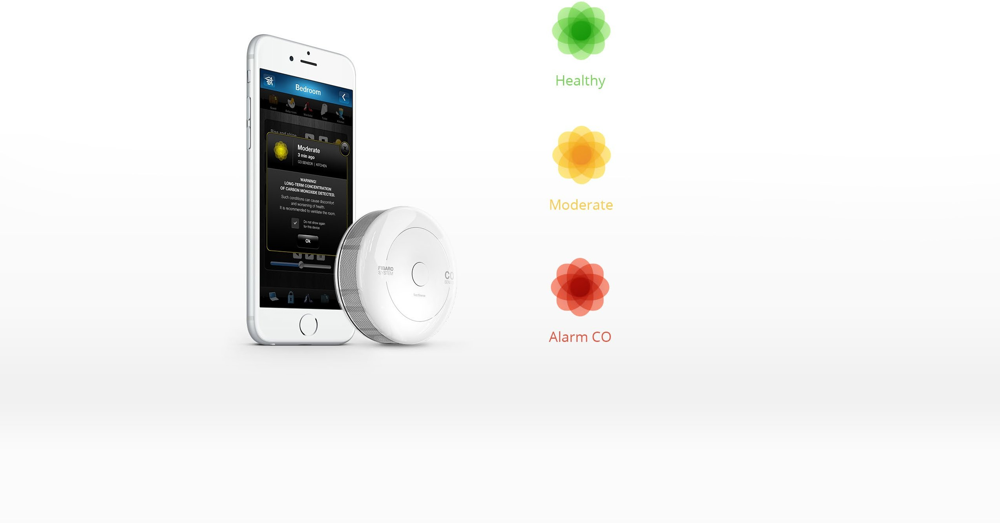 Bedroom
Guest
Baby room
Wardobe
Toilet
Kitchen
Rise and shine
Moderate
3 min ago
CO SENSOR | KITCHEN
X
WARNING!
LONG-TERM CONCENTRATION
OF CARBON MONOXIDE DETECTED.
Such conditions can cause discomfort
and worsening of health.
It is recommended to ventilate the room.
Do not show again
for this device
Ok
FIBARO
SYSTEM
CO
Test/Silence
Healthy
Moderate
Alarm CO